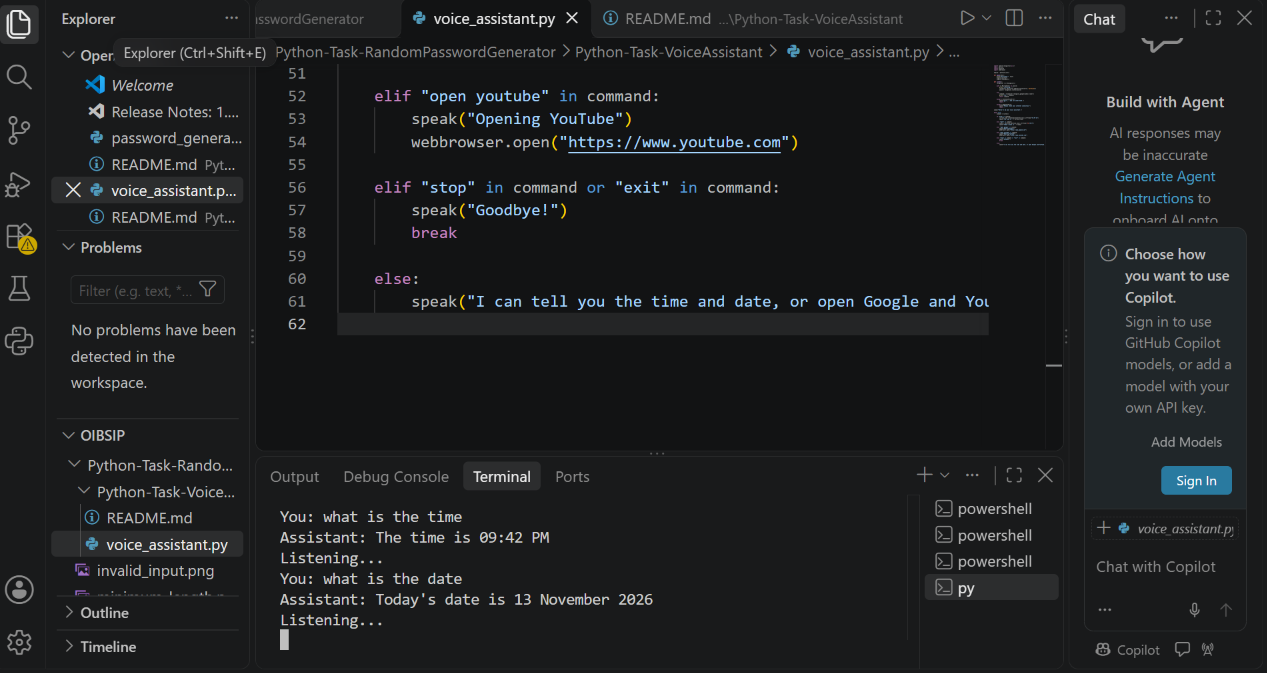 Explorer
Explorer (Ctrl+Shift+E)
Welcome
Release Notes: 1....
password_genera...
README.md Pyt...
voice_assistant.p...
README.md Pyt...
Problems
Filter (e.g. text, *...
No problems have been
detected in the
workspace.
OIBSIP
Python-Task-Rando...
Python-Task-Voice...
README.md
voice_assistant.py
invalid_input.png
Outline
Timeline
voice_assistant.py
README.md ...\Python-Task-VoiceAssistant
Python-Task-RandomPasswordGenerator > Python-Task-VoiceAssistant > voice_assistant.py > ...
51
52 elif "open youtube" in command:
53 speak("Opening YouTube")
54 webbrowser.open("https://www.youtube.com")
55
56 elif "stop" in command or "exit" in command:
57 speak("Goodbye!")
58 break
59
60 else:
61 speak("I can tell you the time and date, or open Google and You
62
Output Debug Console Terminal Ports
You: what is the time
Assistant: The time is 09:42 PM
Listening...
You: what is the date
Assistant: Today's date is 13 November 2026
Listening...
powershell
powershell
powershell
py
Chat
Build with Agent
AI responses may
be inaccurate
Generate Agent
Instructions to
onboard AI onto
Choose how
you want to use
Copilot.
Sign in to use
GitHub Copilot
models, or add a
model with your
own API key.
Add Models
Sign In
voice_assistant.py
Chat with Copilot
Copilot